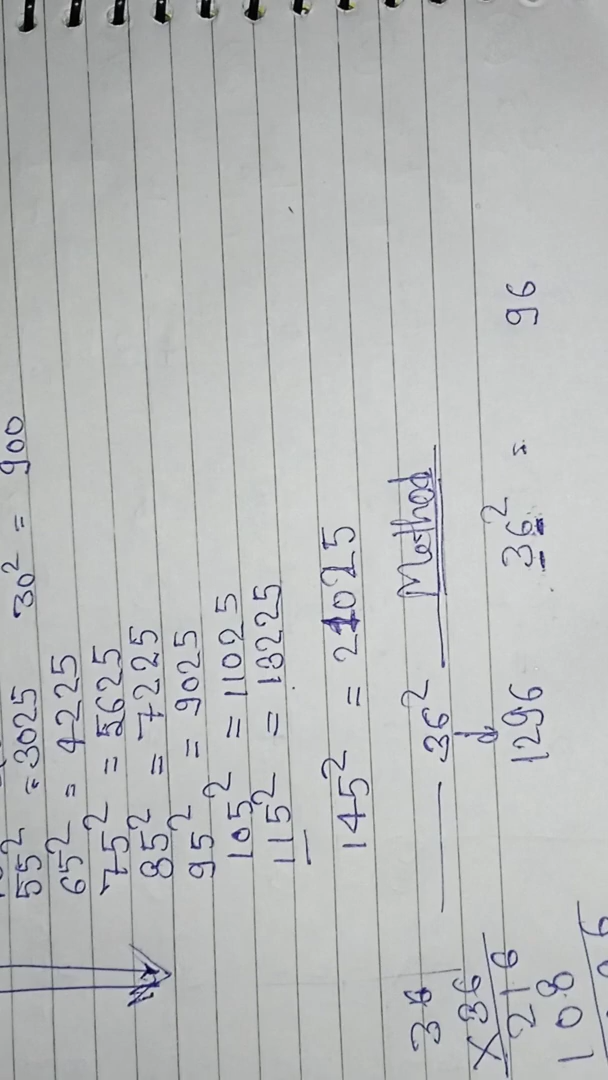 55² = 3025 30² = 900
65² = 4225
75² = 5625
85² = 7225
95² = 9025
105² = 11025
115² = 13225
145² = 21025
36² Method
36
×36
216
108
1296 36² = 96